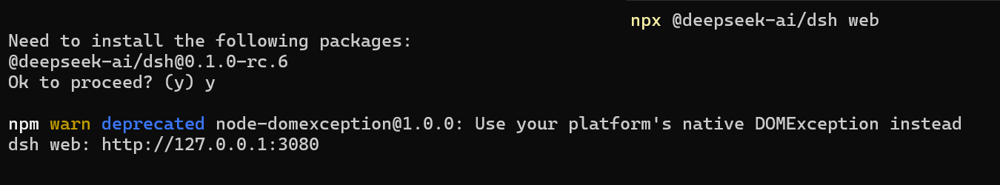 npx @deepseek-ai/dsh web
Need to install the following packages:
@deepseek-ai/dsh@0.1.0-rc.6
Ok to proceed? (y) y
npm warn deprecated node-domexception@1.0.0: Use your platform's native DOMException instead
dsh web: http://127.0.0.1:3080